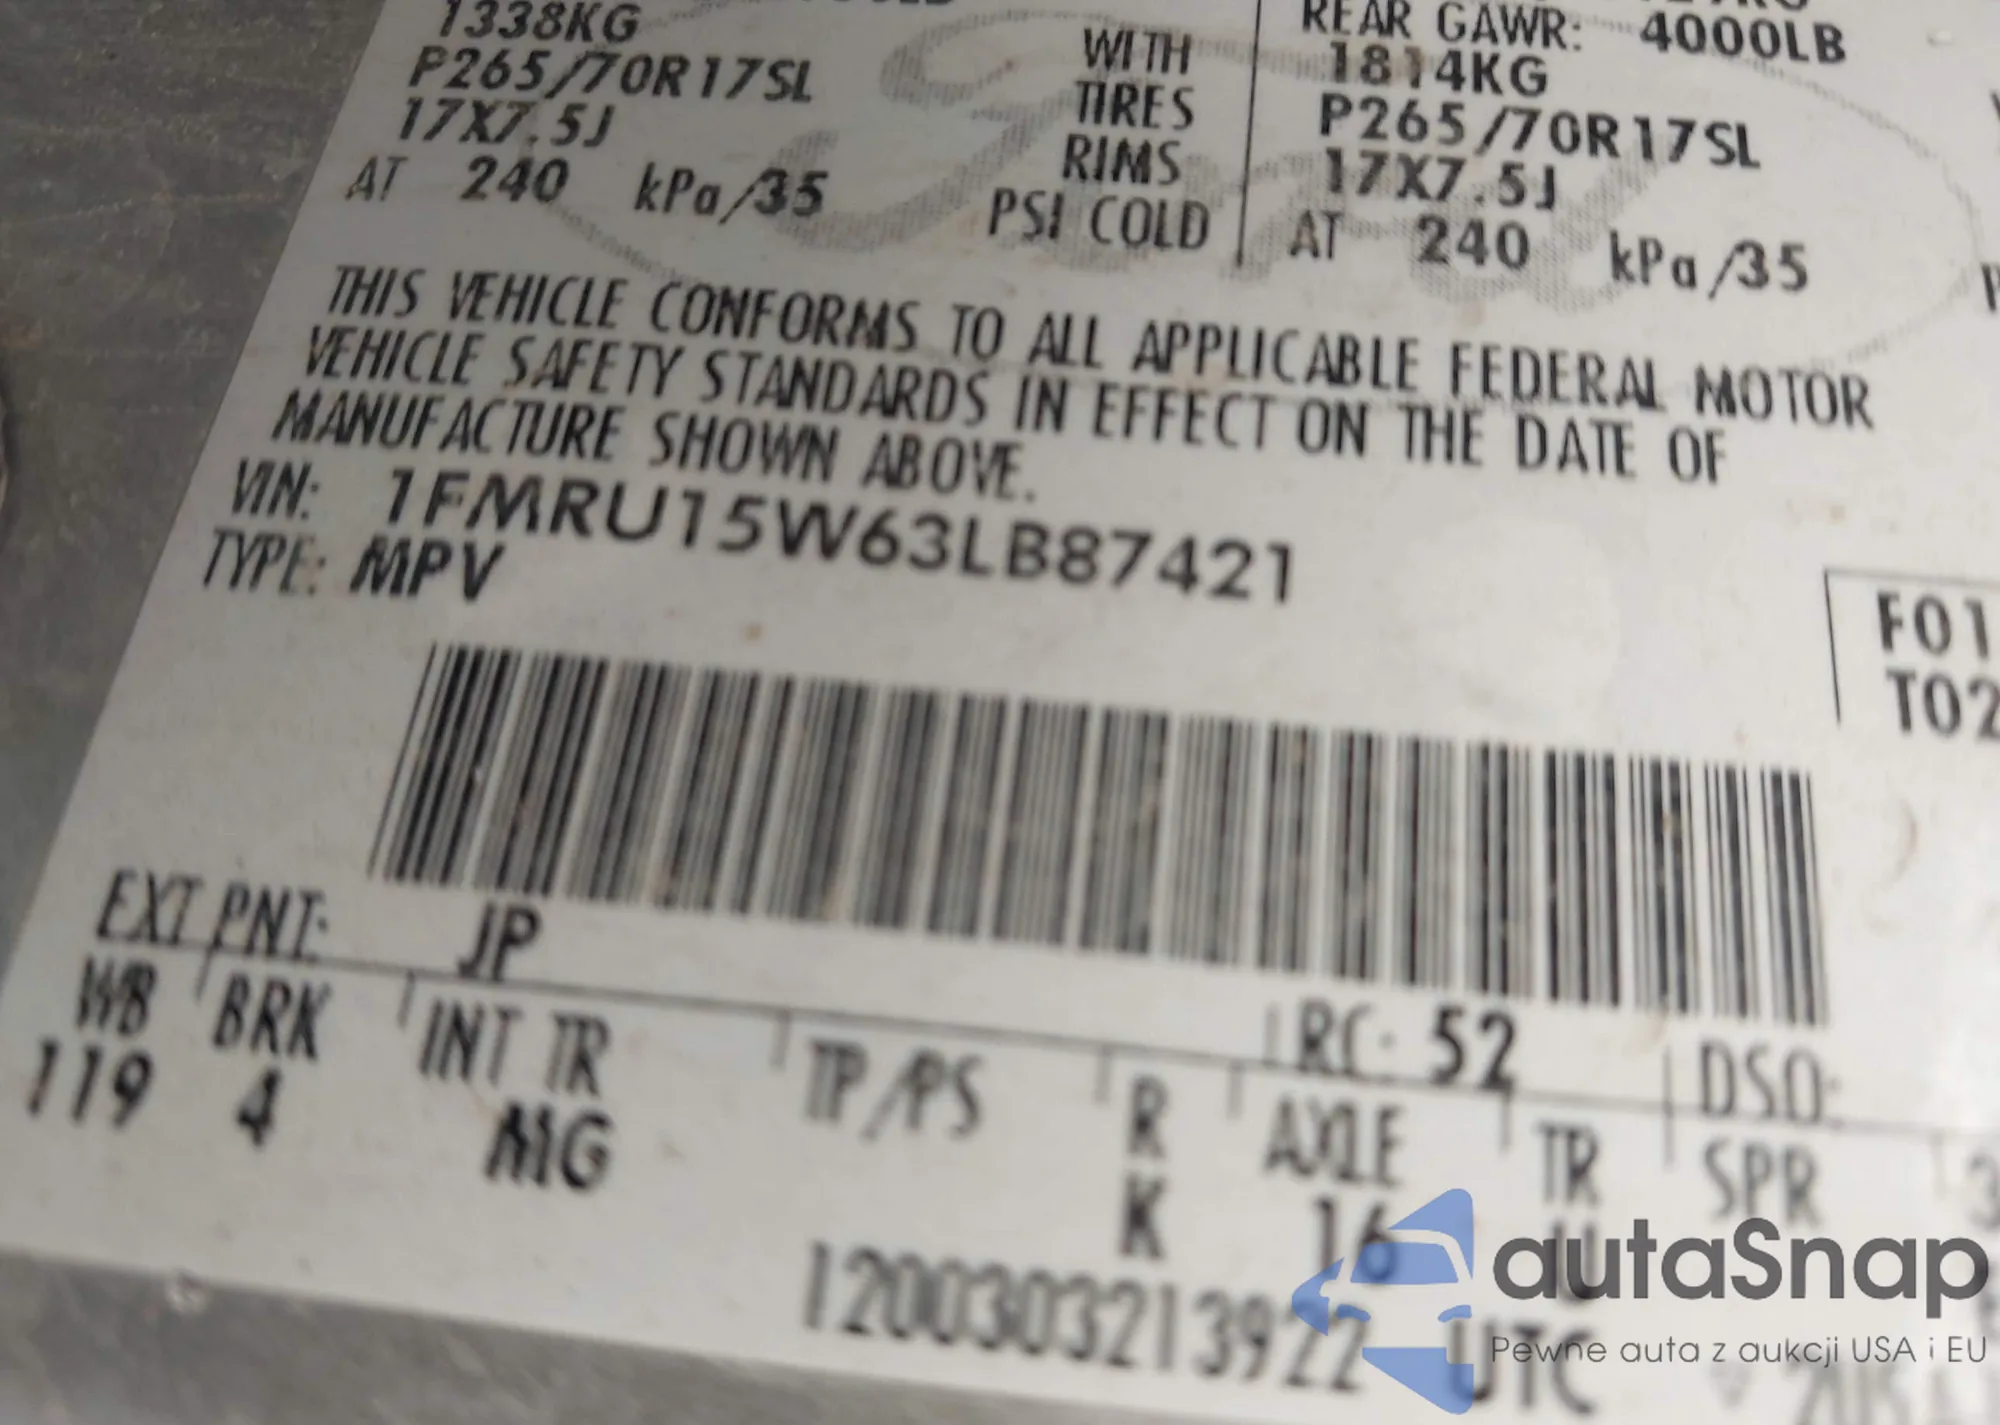 1338KG
P265/70R17SL
17X7.5J
AT 240 kPa/35
WITH
TIRES
RIMS
PSI COLD
REAR GAWR: 4000LB
1814KG
P265/70R17SL
17X7.5J
AT 240 kPa/35
THIS VEHICLE CONFORMS TO ALL APPLICABLE FEDERAL MOTOR
VEHICLE SAFETY STANDARDS IN EFFECT ON THE DATE OF
MANUFACTURE SHOWN ABOVE.
VIN: 1FMRU15W63LB87421
TYPE: MPV
F01
T02
EXT PNT: JP
RC: 52
DSO:
WB BRK INT TR TP/PS R AXLE TR SPR
119 4 MG K 16 U
1200303213922 UTC
autaSnap
Pewne auta z aukcji USA i EU